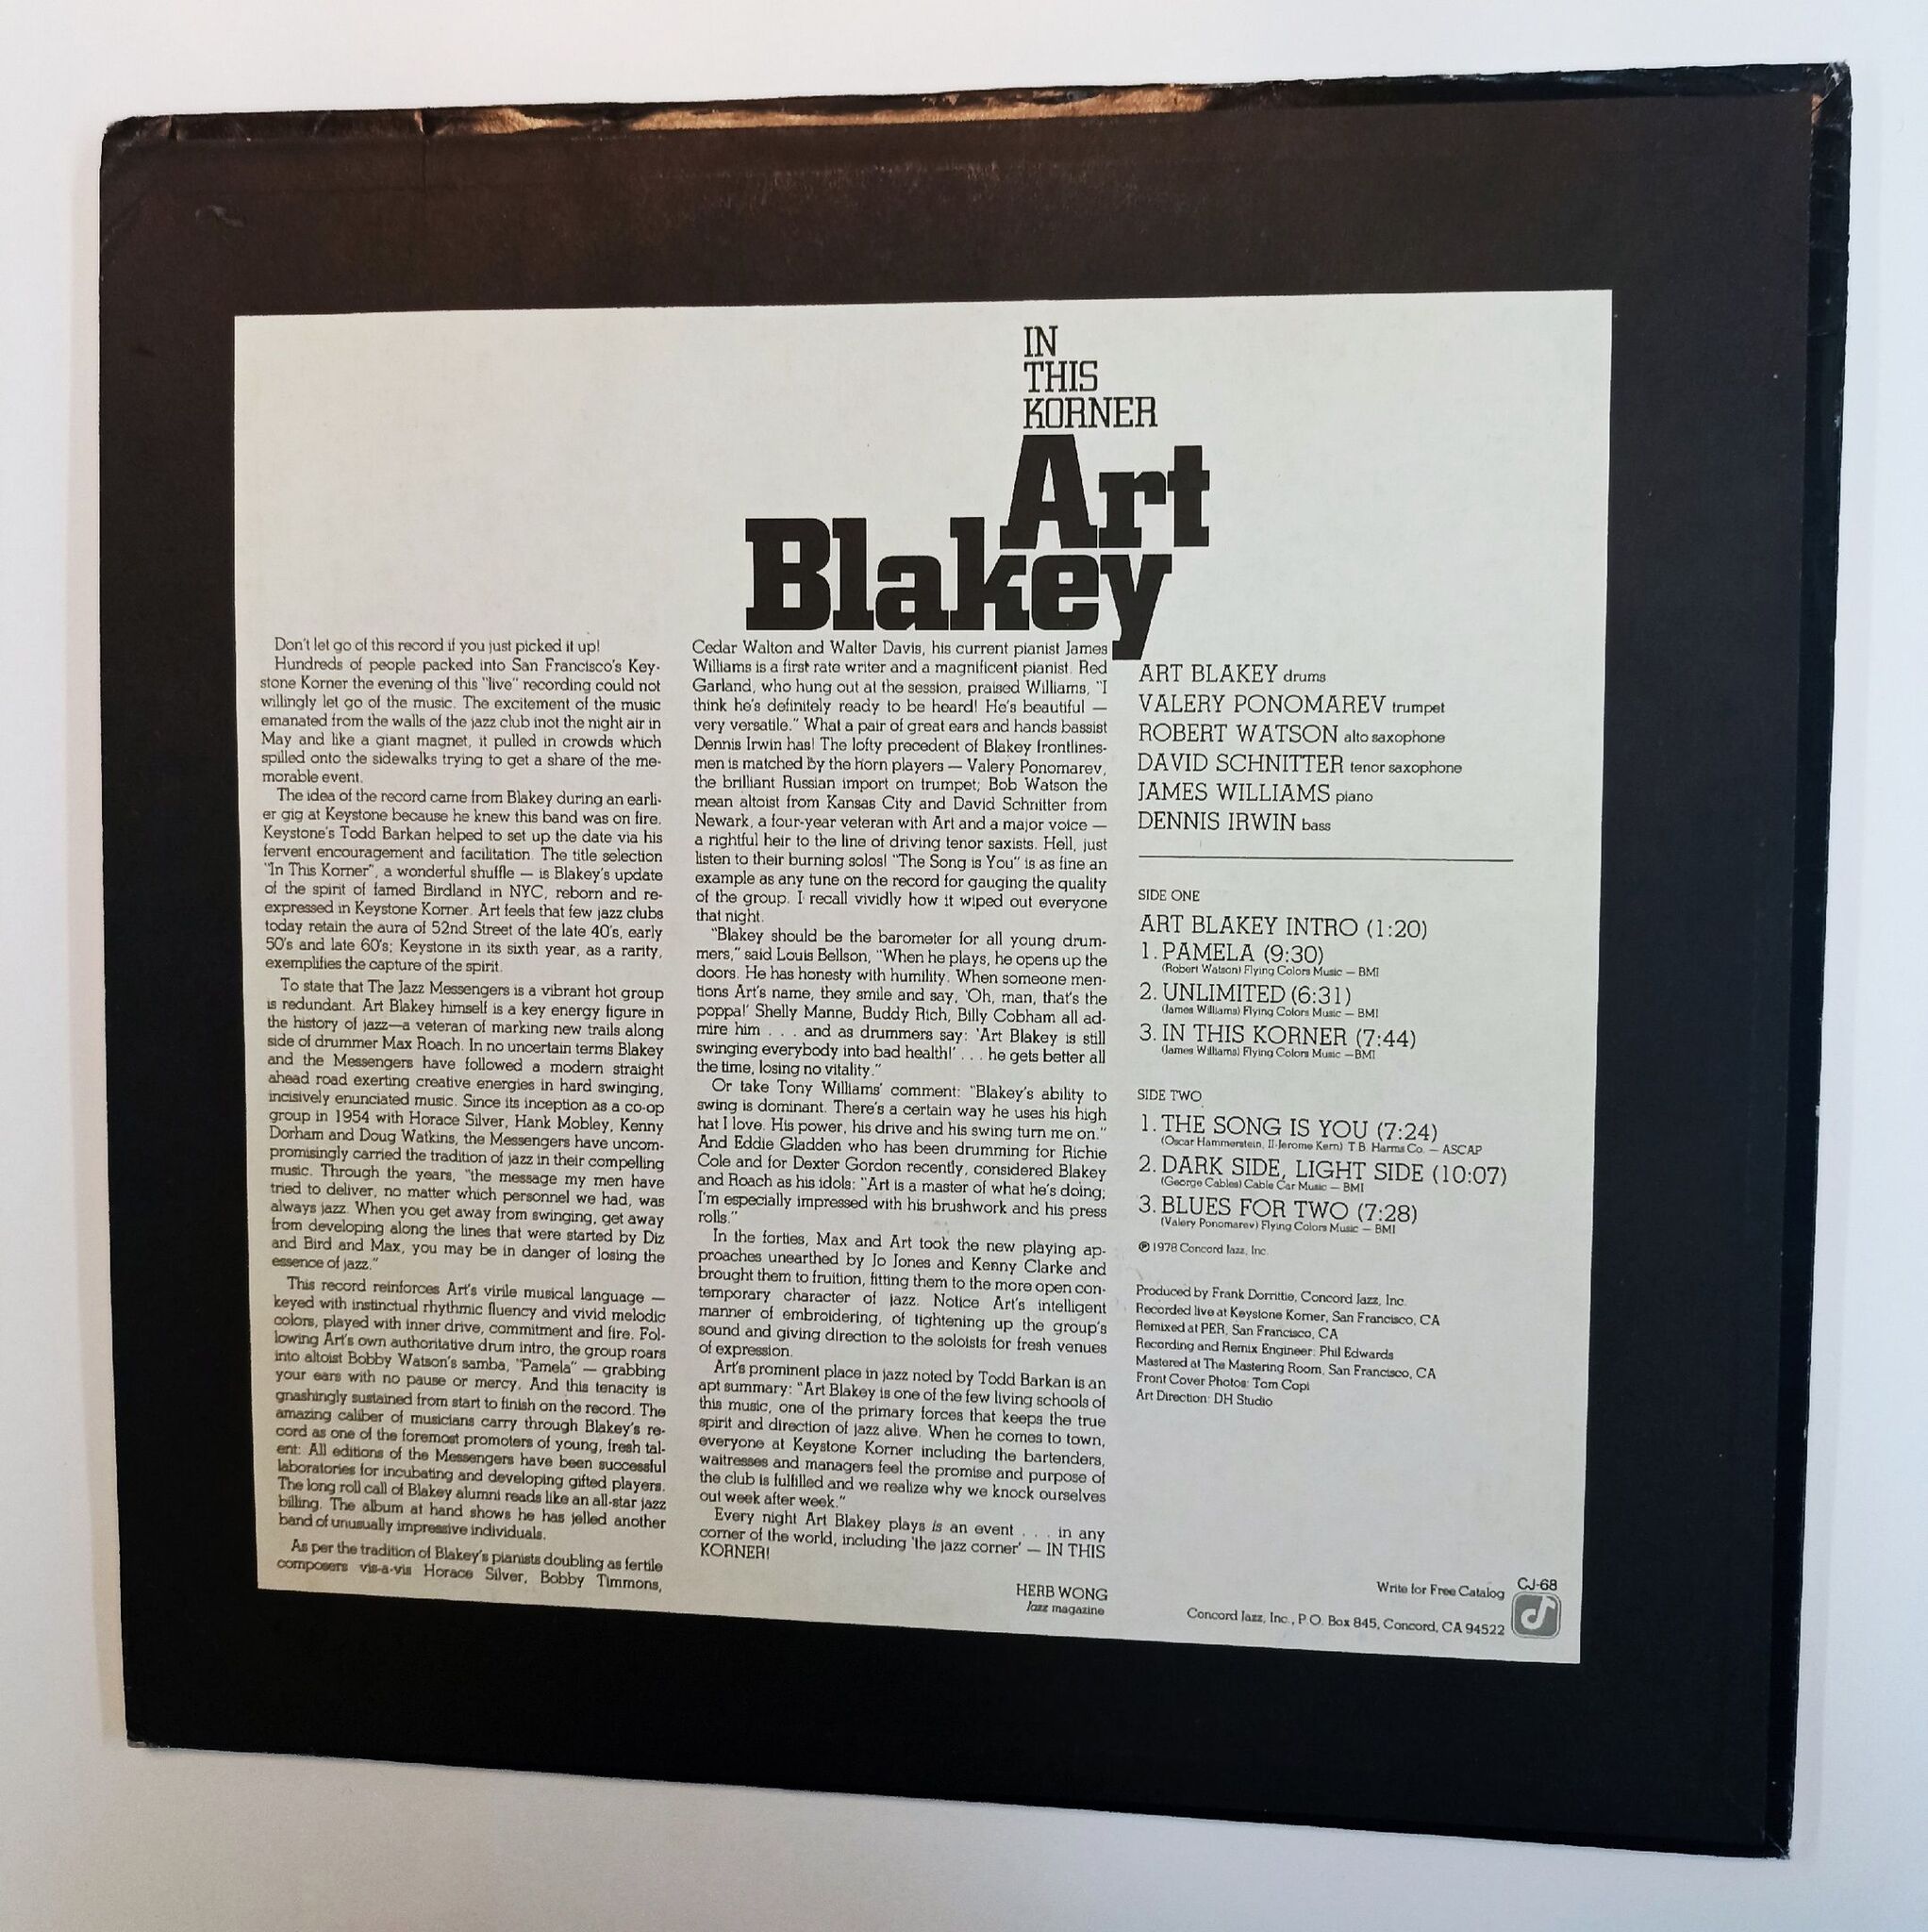 IN
THIS
KORNER
Art
Blakey
Don't let go of this record if you just picked it up!
Hundreds of people packed into San Francisco's Key-
stone Korner the evening of this "live" recording could not
willingly let go of the music. The excitement of the music
emanated from the walls of the jazz club inot the night air in
May and like a giant magnet, it pulled in crowds which
spilled onto the sidewalks trying to get a share of the me-
morable event.
The idea of the record came from Blakey during an earli-
er gig at Keystone because he knew this band was on fire.
Keystone's Todd Barkan helped to set up the date via his
fervent encouragement and facilitation. The title selection
"In This Korner", a wonderful shuffle — is Blakey's update
of the spirit of famed Birdland in NYC, reborn and re-
expressed in Keystone Korner. Art feels that few jazz clubs
today retain the aura of 52nd Street of the late 40's, early
50's and late 60's; Keystone in its sixth year, as a rarity,
exemplifies the capture of the spirit.
To state that The Jazz Messengers is a vibrant hot group
is redundant. Art Blakey himself is a key energy figure in
the history of jazz—a veteran of marking new trails along
side of drummer Max Roach. In no uncertain terms Blakey
and the Messengers have followed a modern straight
ahead road exerting creative energies in hard swinging,
incisively enunciated music. Since its inception as a co-op
group in 1954 with Horace Silver, Hank Mobley, Kenny
Dorham and Doug Watkins, the Messengers have uncom-
promisingly carried the tradition of jazz in their compelling
music. Through the years, "the message my men have
tried to deliver, no matter which personnel we had, was
always jazz. When you get away from swinging, get away
from developing along the lines that were started by Diz
and Bird and Max, you may be in danger of losing the
essence of jazz."
This record reinforces Art's virile musical language —
keyed with instinctual rhythmic fluency and vivid melodic
colors, played with inner drive, commitment and fire. Fol-
lowing Art's own authoritative drum intro, the group roars
into altoist Bobby Watson's samba, "Pamela" — grabbing
your ears with no pause or mercy. And this tenacity is
gnashingly sustained from start to finish on the record. The
amazing caliber of musicians carry through Blakey's re-
cord as one of the foremost promoters of young, fresh tal-
ent: All editions of the Messengers have been successful
laboratories for incubating and developing gifted players.
The long roll call of Blakey alumni reads like an all-star jazz
billing. The album at hand shows he has jelled another
band of unusually impressive individuals.
As per the tradition of Blakey's pianists doubling as fertile
composers vis-a-vis Horace Silver, Bobby Timmons,
Cedar Walton and Walter Davis, his current pianist James
Williams is a first rate writer and a magnificent pianist. Red
Garland, who hung out at the session, praised Williams, "I
think he's definitely ready to be heard! He's beautiful —
very versatile." What a pair of great ears and hands bassist
Dennis Irwin has! The lofty precedent of Blakey frontlines-
men is matched by the horn players — Valery Ponomarev,
the brilliant Russian import on trumpet; Bob Watson the
mean altoist from Kansas City and David Schnitter from
Newark, a four-year veteran with Art and a major voice —
a rightful heir to the line of driving tenor saxists. Hell, just
listen to their burning solos! "The Song is You" is as fine an
example as any tune on the record for gauging the quality
of the group. I recall vividly how it wiped out everyone
that night.
"Blakey should be the barometer for all young drum-
mers," said Louis Bellson, "When he plays, he opens up the
doors. He has honesty with humility. When someone men-
tions Art's name, they smile and say, 'Oh, man, that's the
poppa!' Shelly Manne, Buddy Rich, Billy Cobham all ad-
mire him . . . and as drummers say: 'Art Blakey is still
swinging everybody into bad health!' . . . he gets better all
the time, losing no vitality."
Or take Tony Williams' comment: "Blakey's ability to
swing is dominant. There's a certain way he uses his high
hat I love. His power, his drive and his swing turn me on."
And Eddie Gladden who has been drumming for Richie
Cole and for Dexter Gordon recently, considered Blakey
and Roach as his idols: "Art is a master of what he's doing;
I'm especially impressed with his brushwork and his press
rolls."
In the forties, Max and Art took the new playing ap-
proaches unearthed by Jo Jones and Kenny Clarke and
brought them to fruition, fitting them to the more open con-
temporary character of jazz. Notice Art's intelligent
manner of embroidering, of tightening up the group's
sound and giving direction to the soloists for fresh venues
of expression.
Art's prominent place in jazz noted by Todd Barkan is an
apt summary: "Art Blakey is one of the few living schools of
this music, one of the primary forces that keeps the true
spirit and direction of jazz alive. When he comes to town,
everyone at Keystone Korner including the bartenders,
waitresses and managers feel the promise and purpose of
the club is fulfilled and we realize why we knock ourselves
out week after week."
Every night Art Blakey plays is an event . . . in any
corner of the world, including 'the jazz corner' — IN THIS
KORNER!
HERB WONG
Jazz magazine
ART BLAKEY drums
VALERY PONOMAREV trumpet
ROBERT WATSON alto saxophone
DAVID SCHNITTER tenor saxophone
JAMES WILLIAMS piano
DENNIS IRWIN bass
SIDE ONE
ART BLAKEY INTRO (1:20)
1. PAMELA (9:30)
(Robert Watson) Flying Colors Music — BMI
2. UNLIMITED (6:31)
(James Williams) Flying Colors Music — BMI
3. IN THIS KORNER (7:44)
(James Williams) Flying Colors Music —BMI
SIDE TWO
1. THE SONG IS YOU (7:24)
(Oscar Hammerstein, II-Jerome Kern) T.B. Harms Co. — ASCAP
2. DARK SIDE, LIGHT SIDE (10:07)
(George Cables) Cable Car Music — BMI
3. BLUES FOR TWO (7:28)
(Valery Ponomarev) Flying Colors Music — BMI
℗ 1978 Concord Jazz, Inc.
Produced by Frank Dorritie, Concord Jazz, Inc.
Recorded live at Keystone Korner, San Francisco, CA
Remixed at PER, San Francisco, CA
Recording and Remix Engineer: Phil Edwards
Mastered at The Mastering Room, San Francisco, CA
Front Cover Photos: Tom Copi
Art Direction: DH Studio
Write for Free Catalog
CJ-68
Concord Jazz, Inc., P.O. Box 845, Concord, CA 94522